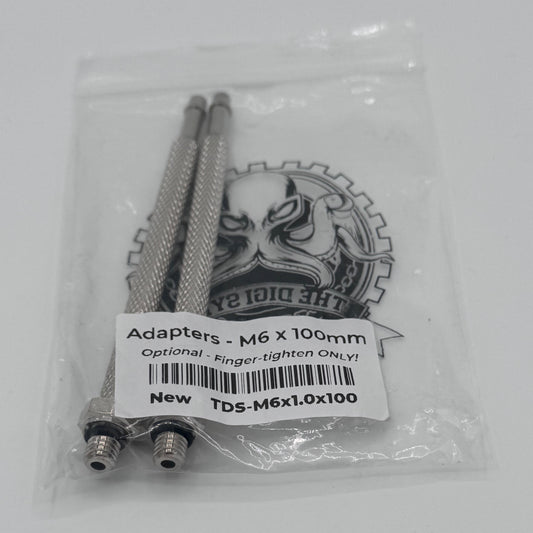 THE DIGI SY
Adapters - M6 x 100mm
Optional - Finger-tighten ONLY!
New TDS-M6x1.0x100